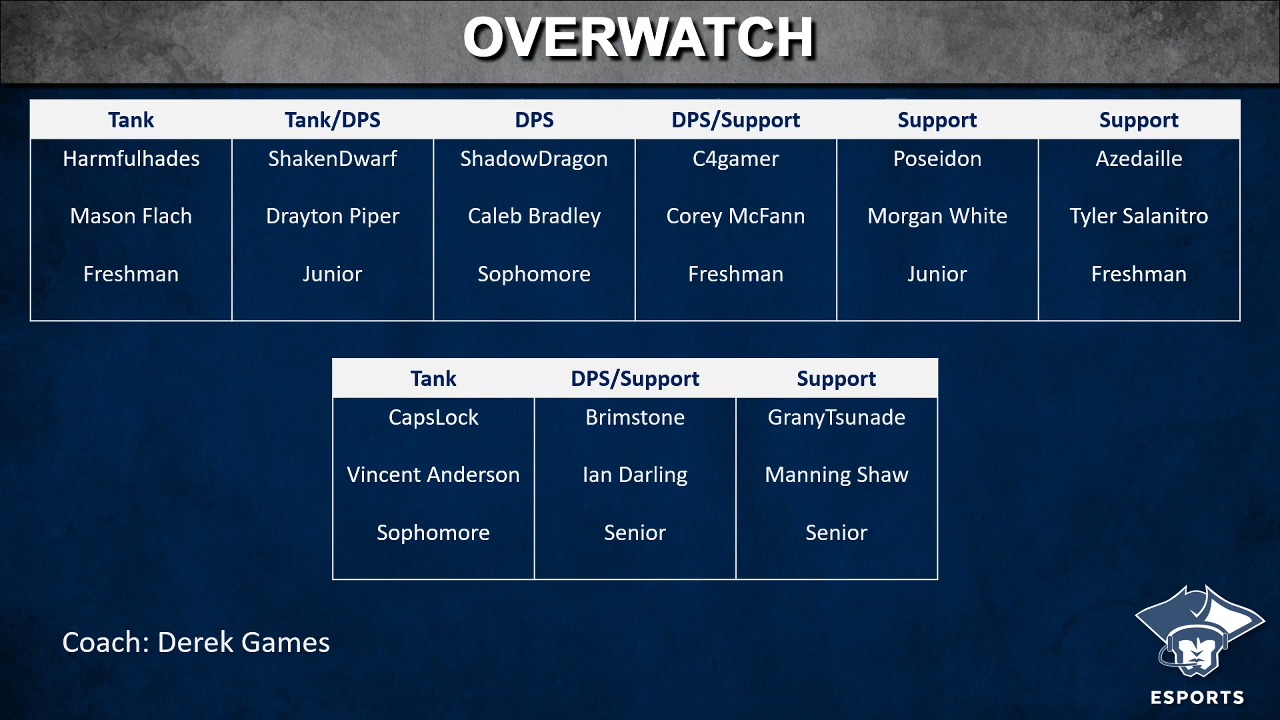 OVERWATCH
Tank Tank/DPS DPS DPS/Support Support Support
Harmfulhades ShakenDwarf ShadowDragon C4gamer Poseidon Azedaille
Mason Flach Drayton Piper Caleb Bradley Corey McFann Morgan White Tyler Salanitro
Freshman Junior Sophomore Freshman Junior Freshman
Tank DPS/Support Support
CapsLock Brimstone GranyTsunade
Vincent Anderson Ian Darling Manning Shaw
Sophomore Senior Senior
Coach: Derek Games
ESPORTS